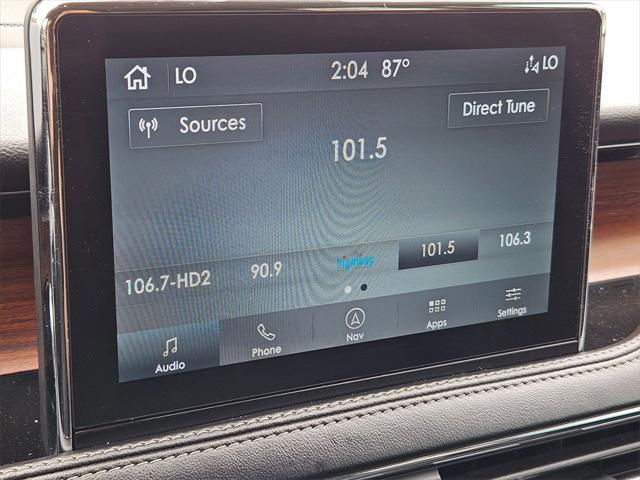 LO 2:04 87° LO
Sources
Direct Tune
101.5
106.7-HD2 90.9 highway 101.5 106.3
Audio Phone Nav Apps Settings